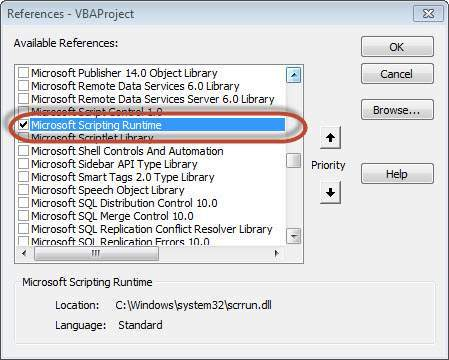 References - VBAProject
Available References:
Microsoft Publisher 14.0 Object Library
Microsoft Remote Data Services 6.0 Library
Microsoft Remote Data Services Server 6.0 Library
Microsoft Script Control 1.0
Microsoft Scripting Runtime
Microsoft Scriptlet Library
Microsoft Shell Controls And Automation
Microsoft Sidebar API Type Library
Microsoft Smart Tags 2.0 Type Library
Microsoft Speech Object Library
Microsoft SQL Distribution Control 10.0
Microsoft SQL Merge Control 10.0
Microsoft SQL Replication Conflict Resolver Library
Microsoft SQL Replication Errors 10.0
OK
Cancel
Browse...
Priority
Help
Microsoft Scripting Runtime
Location: C:\Windows\system32\scrrun.dll
Language: Standard